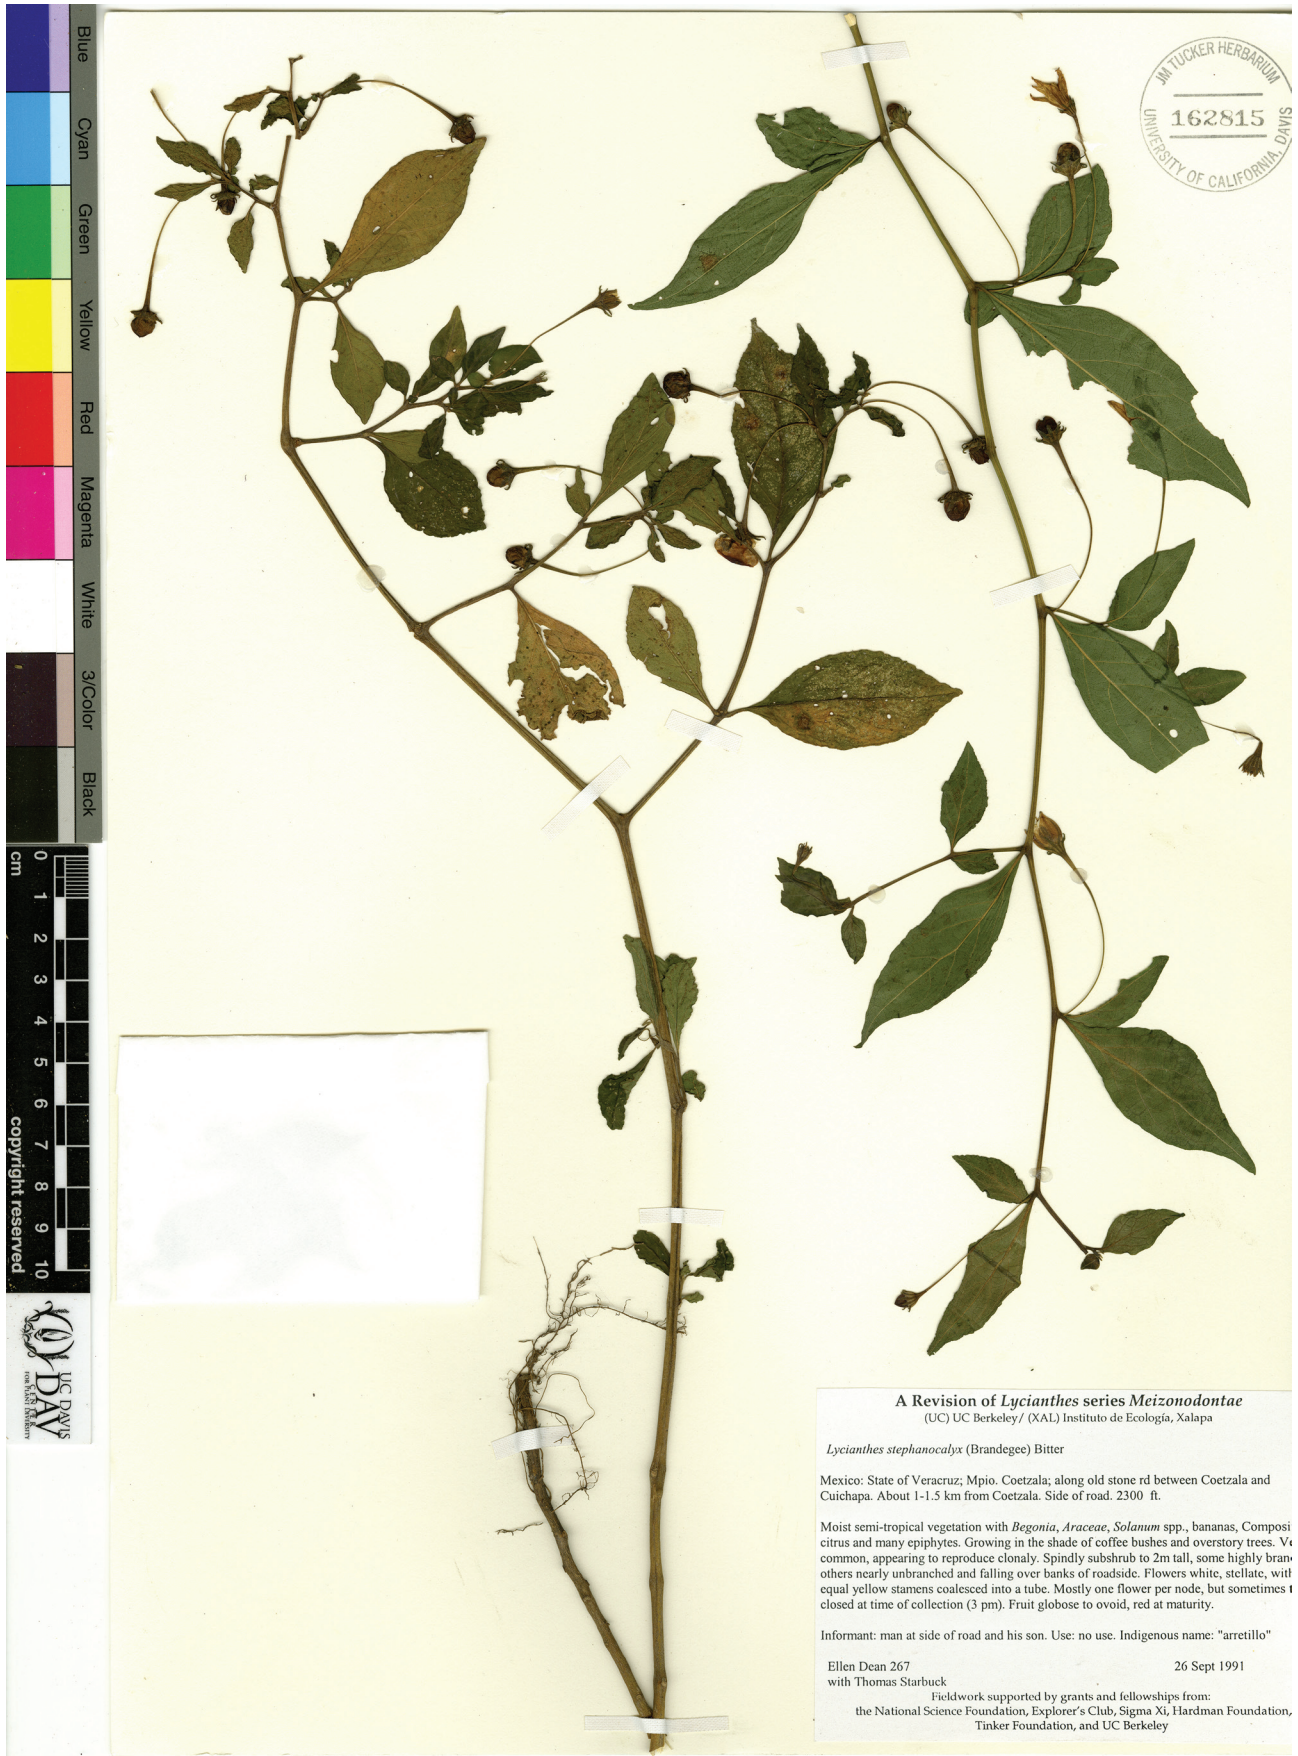 Blue
Cyan
Green
Yellow
Red
Magenta
White
3/Color
Black
cm
0
1
2
3
4
5
6
7
8
9
10
copyright reserved
UC DAVIS
CENTER
FOR PLANT DIVERSITY
DAV
JM TUCKER HERBARIUM
162815
UNIVERSITY OF CALIFORNIA, DAVIS
A Revision of Lycianthes series Meizonodontae
(UC) UC Berkeley/ (XAL) Instituto de Ecología, Xalapa
Lycianthes stephanocalyx (Brandegee) Bitter
Mexico: State of Veracruz; Mpio. Coetzala; along old stone rd between Coetzala and
Cuichapa. About 1-1.5 km from Coetzala. Side of road. 2300 ft.
Moist semi-tropical vegetation with Begonia, Araceae, Solanum spp., bananas, Composi
citrus and many epiphytes. Growing in the shade of coffee bushes and overstory trees. Ve
common, appearing to reproduce clonaly. Spindly subshrub to 2m tall, some highly bran
others nearly unbranched and falling over banks of roadside. Flowers white, stellate, with
equal yellow stamens coalesced into a tube. Mostly one flower per node, but sometimes t
closed at time of collection (3 pm). Fruit globose to ovoid, red at maturity.
Informant: man at side of road and his son. Use: no use. Indigenous name: "arretillo"
Ellen Dean 267 26 Sept 1991
with Thomas Starbuck
Fieldwork supported by grants and fellowships from:
the National Science Foundation, Explorer's Club, Sigma Xi, Hardman Foundation,
Tinker Foundation, and UC Berkeley